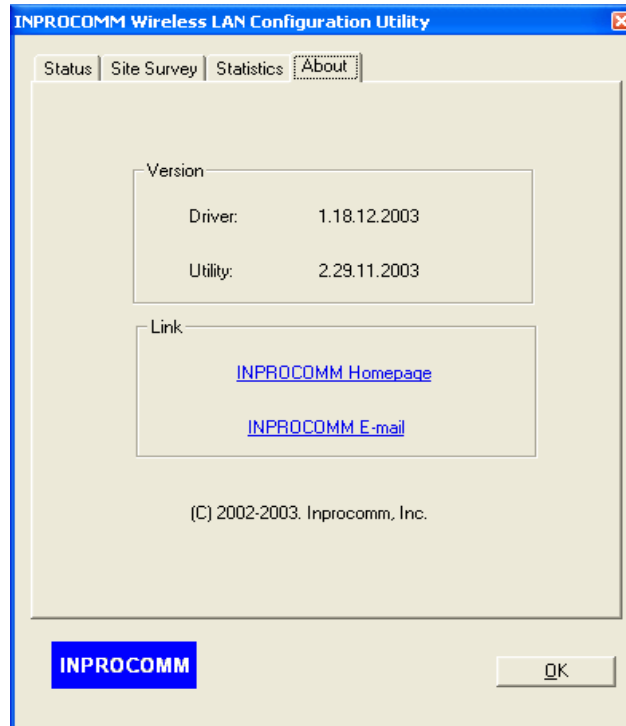 INPROCOMM Wireless LAN Configuration Utility
Status Site Survey Statistics About
Version
Driver: 1.18.12.2003
Utility: 2.29.11.2003
Link
INPROCOMM Homepage
INPROCOMM E-mail
(C) 2002-2003. Inprocomm, Inc.
INPROCOMM
OK